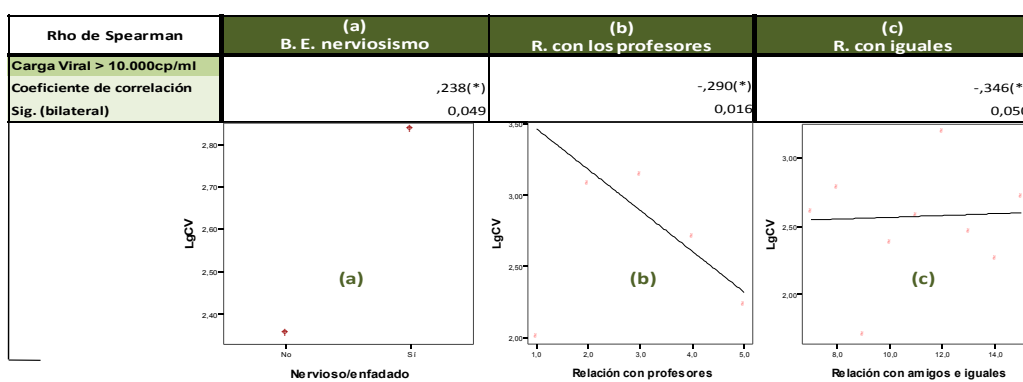 Rho de Spearman
(a)
B. E. nerviosismo
(b)
R. con los profesores
(c)
R. con iguales
Carga Viral > 10.000cp/ml
Coeficiente de correlación ,238(*) -,290(*) -,346(*
Sig. (bilateral) 0,049 0,016 0,050
2,80
2,70
2,60
2,50
2,40
LgCV
(a)
No Sí
Nervioso/enfadado
3,50
3,00
2,50
2,00
LgCV
(b)
1,0 2,0 3,0 4,0 5,0
Relación con profesores
3,00
2,50
2,00
LgCV
(c)
8,0 10,0 12,0 14,0
Relación con amigos e iguales